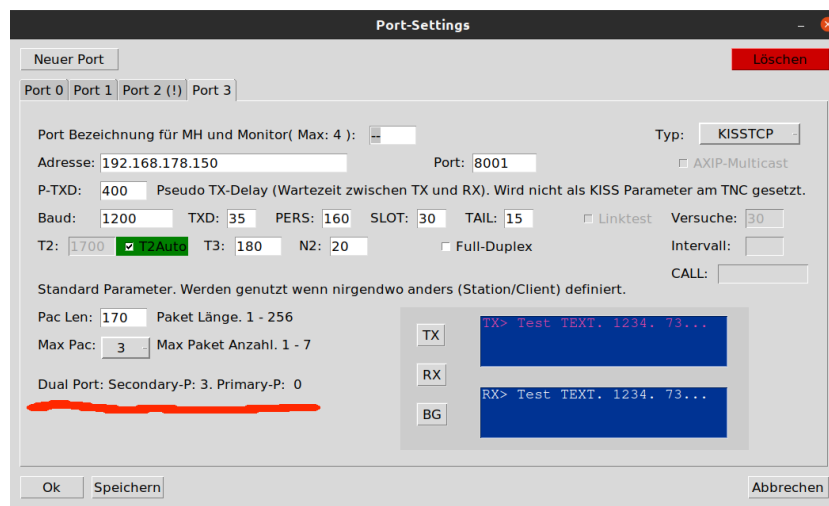 Port-Settings
Neuer Port
Löschen
Port 0 Port 1 Port 2 (!) Port 3
Port Bezeichnung für MH und Monitor( Max: 4 ): -- Typ: KISSTCP
Adresse: 192.168.178.150 Port: 8001 AXIP-Multicast
P-TXD: 400 Pseudo TX-Delay (Wartezeit zwischen TX und RX). Wird nicht als KISS Parameter am TNC gesetzt.
Baud: 1200 TXD: 35 PERS: 160 SLOT: 30 TAIL: 15 Linktest Versuche: 30
T2: 1700 T2Auto T3: 180 N2: 20 Full-Duplex Intervall:
CALL:
Standard Parameter. Werden genutzt wenn nirgendwo anders (Station/Client) definiert.
Pac Len: 170 Paket Länge. 1 - 256
Max Pac: 3 Max Paket Anzahl. 1 - 7
Dual Port: Secondary-P: 3. Primary-P: 0
TX
TX> Test TEXT. 1234. 73...
RX
RX> Test TEXT. 1234. 73...
BG
Ok Speichern Abbrechen